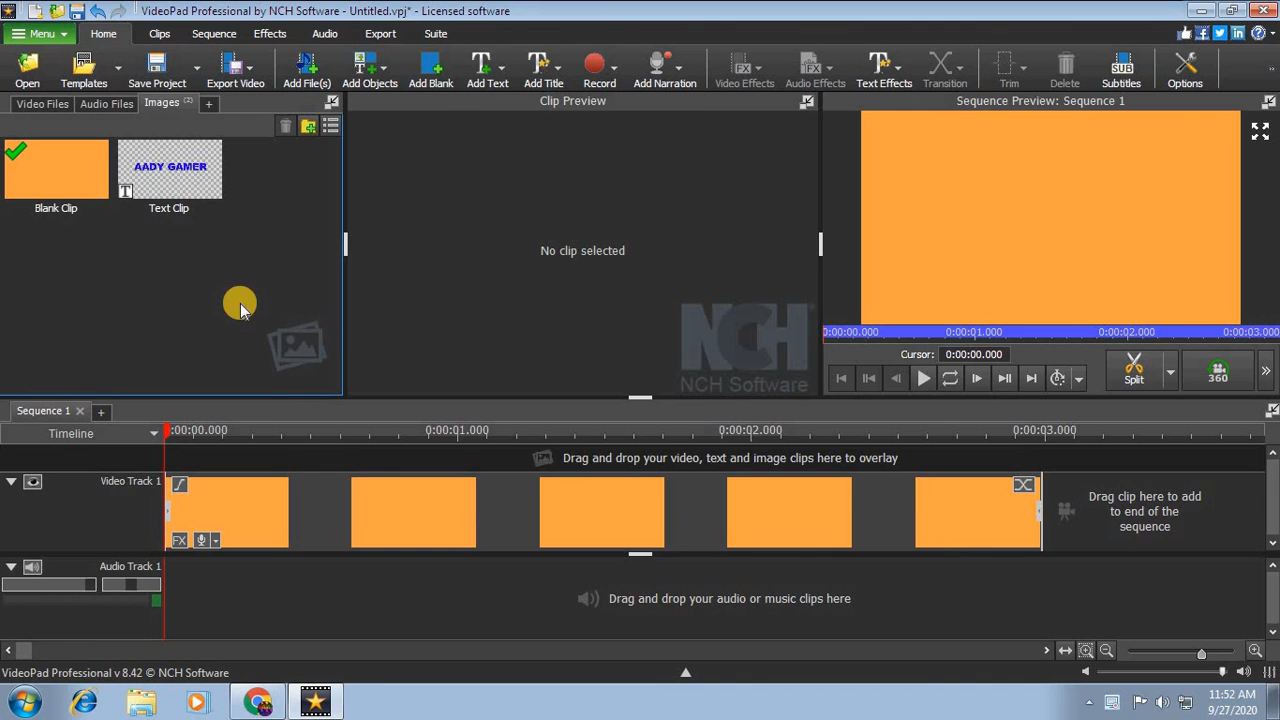 VideoPad Professional by NCH Software - Untitled.vpj* - Licensed software
Menu Home Clips Sequence Effects Audio Export Suite
Open Templates Save Project Export Video Add File(s) Add Objects Add Blank Add Text Add Title Record Add Narration Video Effects Audio Effects Text Effects Transition Trim Delete Subtitles Options
Video Files Audio Files Images (2) +
Clip Preview
Sequence Preview: Sequence 1
AADY GAMER
T
Blank Clip Text Clip
No clip selected
NCH
NCH Software
0:00:00.000 0:00:01.000 0:00:02.000 0:00:03.000
Cursor: 0:00:00.000
Split
360
Sequence 1 +
Timeline
:00:00.000 0:00:01.000 0:00:02.000 0:00:03.000
Drag and drop your video, text and image clips here to overlay
Video Track 1
FX
Drag clip here to add
to end of the
sequence
Audio Track 1
Drag and drop your audio or music clips here
VideoPad Professional v 8.42 © NCH Software
11:52 AM
9/27/2020